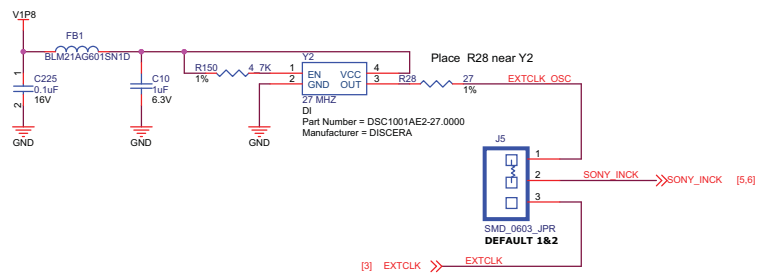 V1P8
FB1
BLM21AG601SN1D
1
C225
0.1uF
16V
2
GND
C10
1uF
6.3V
GND
R150
1%
4_7K
GND
Y2
1
2
EN
GND
VCC
OUT
4
3
27 MHZ
DI
Part Number = DSC1001AE2-27.0000
Manufacturer = DISCERA
Place R28 near Y2
R28
27
1%
EXTCLK_OSC
J5
1
2
3
SONY_INCK
SONY_INCK [5,6]
SMD_0603_JPR
DEFAULT 1&2
[3] EXTCLK
EXTCLK